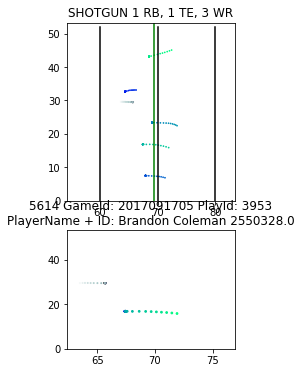 SHOTGUN 1 RB, 1 TE, 3 WR
50
40
30
20
10
0
60 70 80
5614 GameId: 2017091705 PlayId: 3953
PlayerName + ID: Brandon Coleman 2550328.0
40
20
0
65 70 75